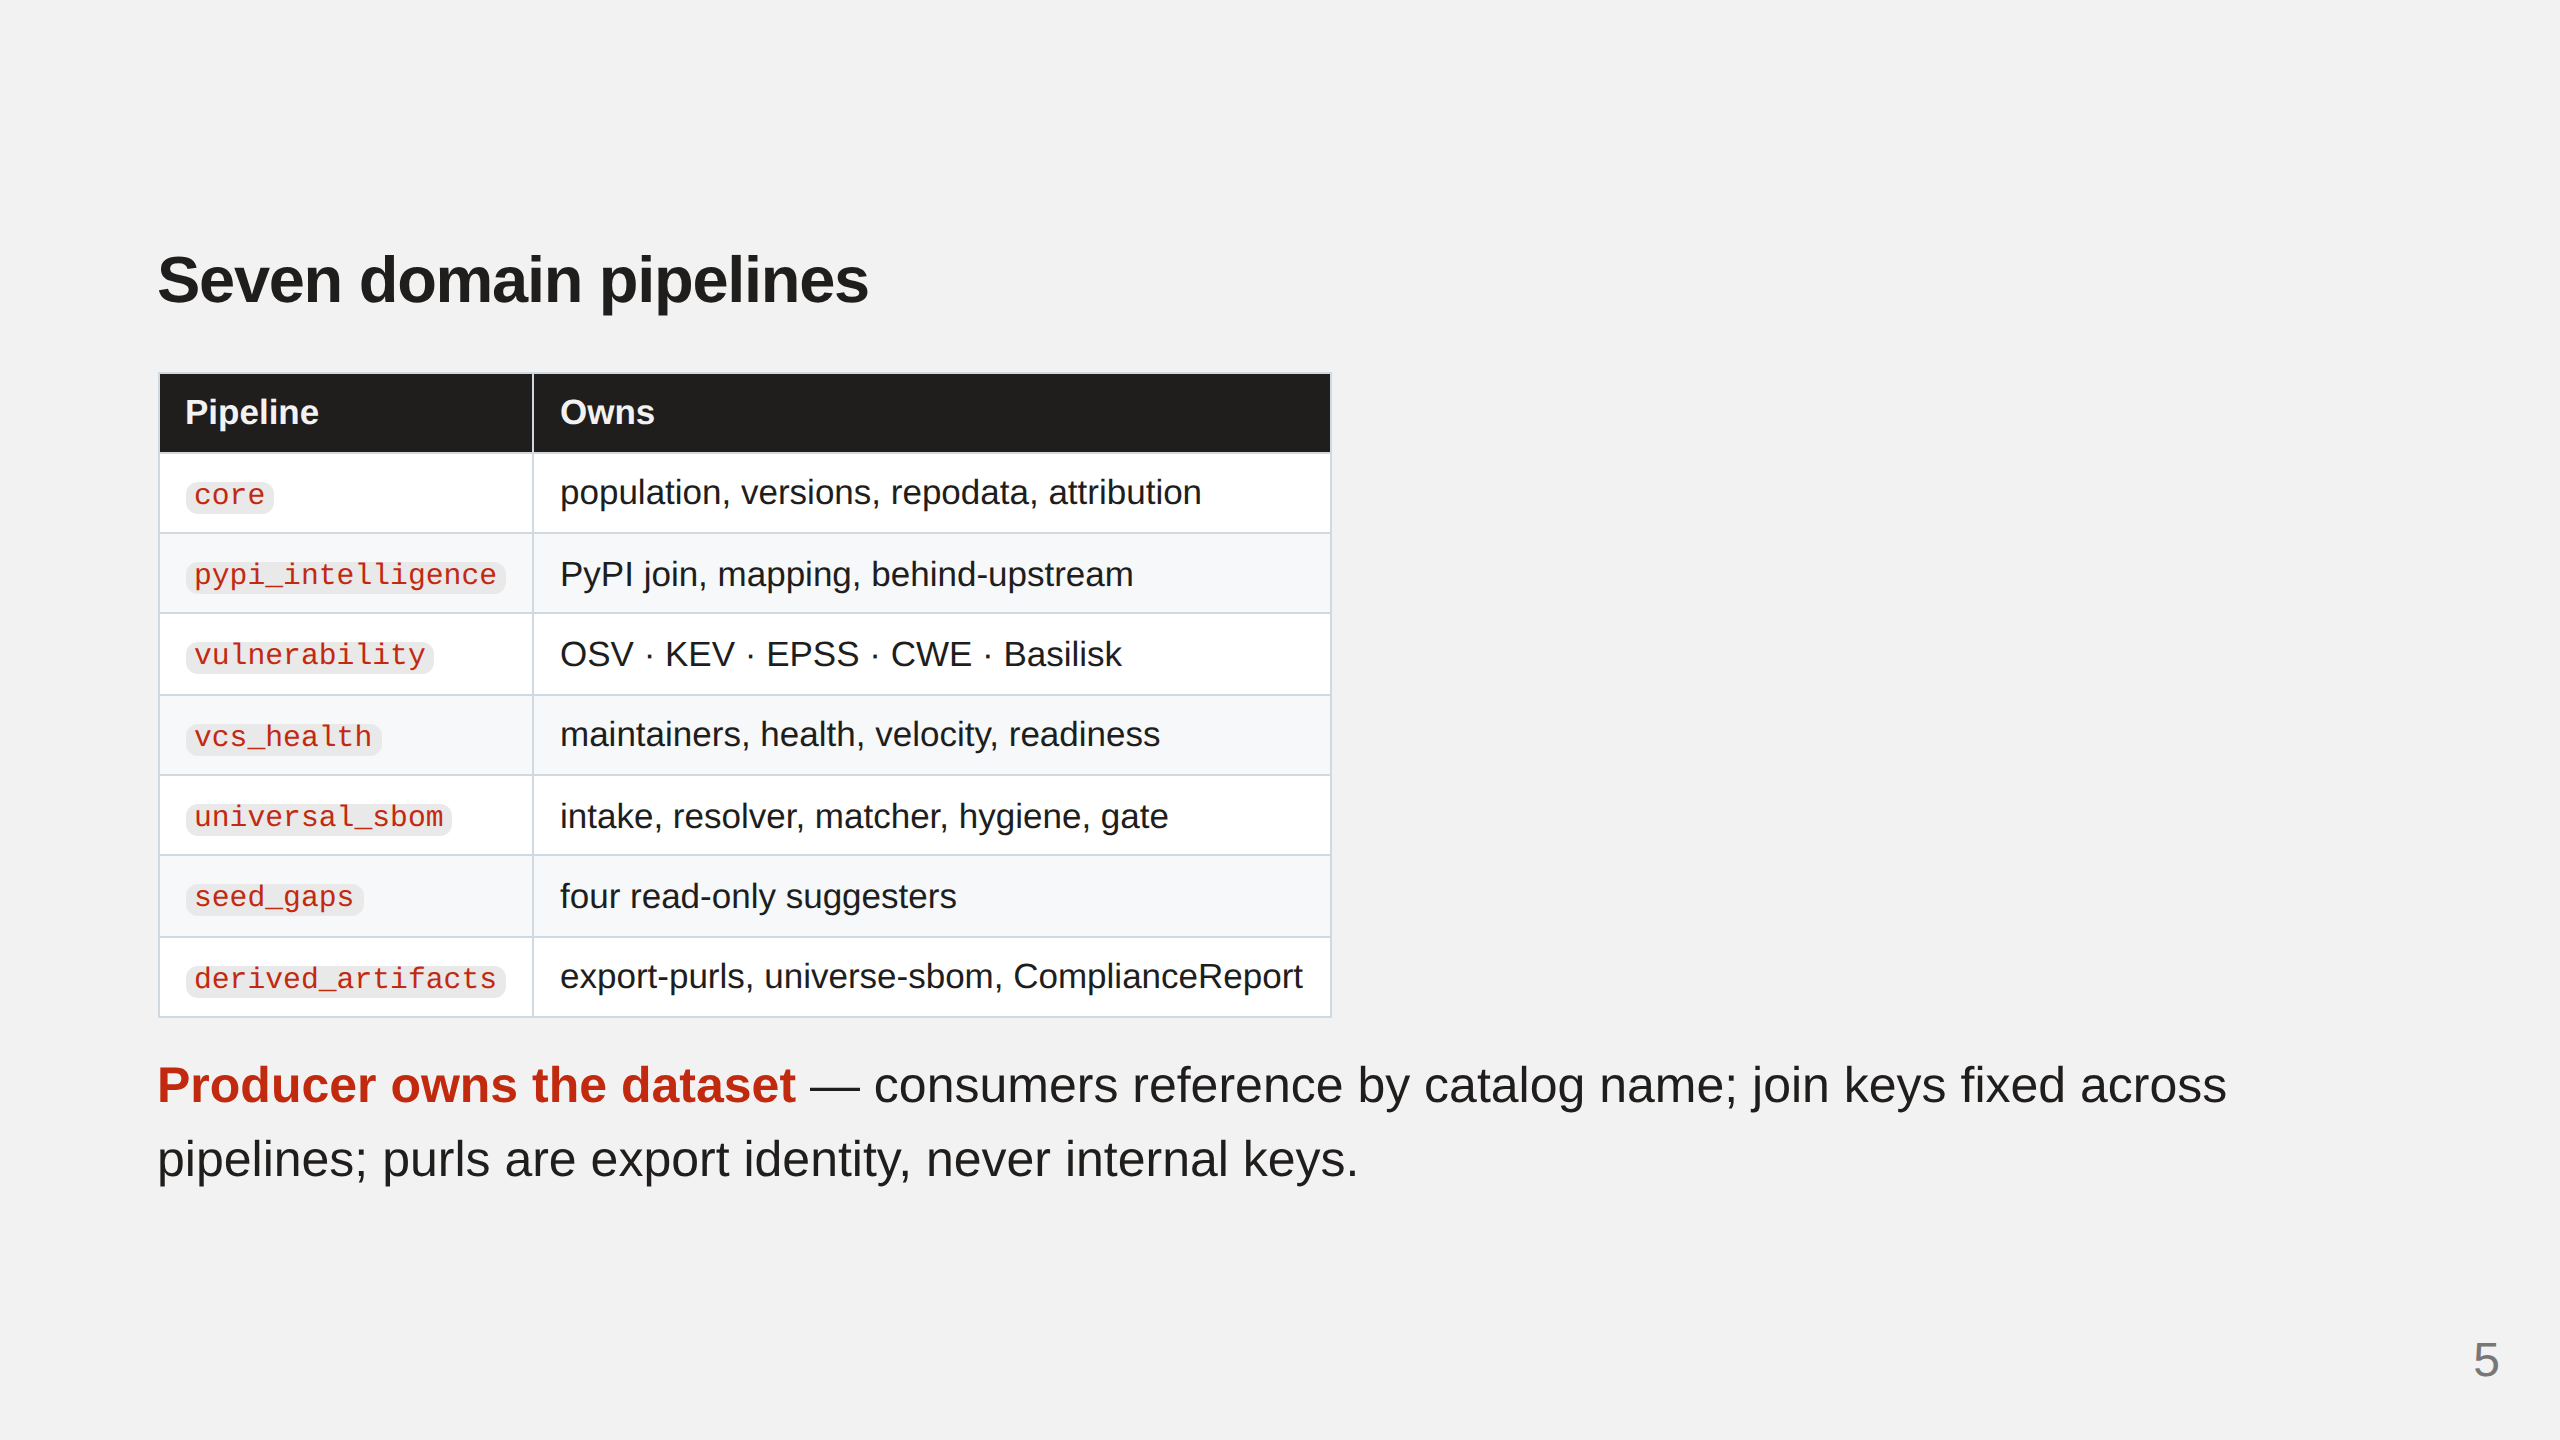 Seven domain pipelines
Pipeline Owns
core population, versions, repodata, attribution
pypi_intelligence PyPI join, mapping, behind-upstream
vulnerability OSV · KEV · EPSS · CWE · Basilisk
vcs_health maintainers, health, velocity, readiness
universal_sbom intake, resolver, matcher, hygiene, gate
seed_gaps four read-only suggesters
derived_artifacts export-purls, universe-sbom, ComplianceReport
Producer owns the dataset — consumers reference by catalog name; join keys fixed across
pipelines; purls are export identity, never internal keys.
5